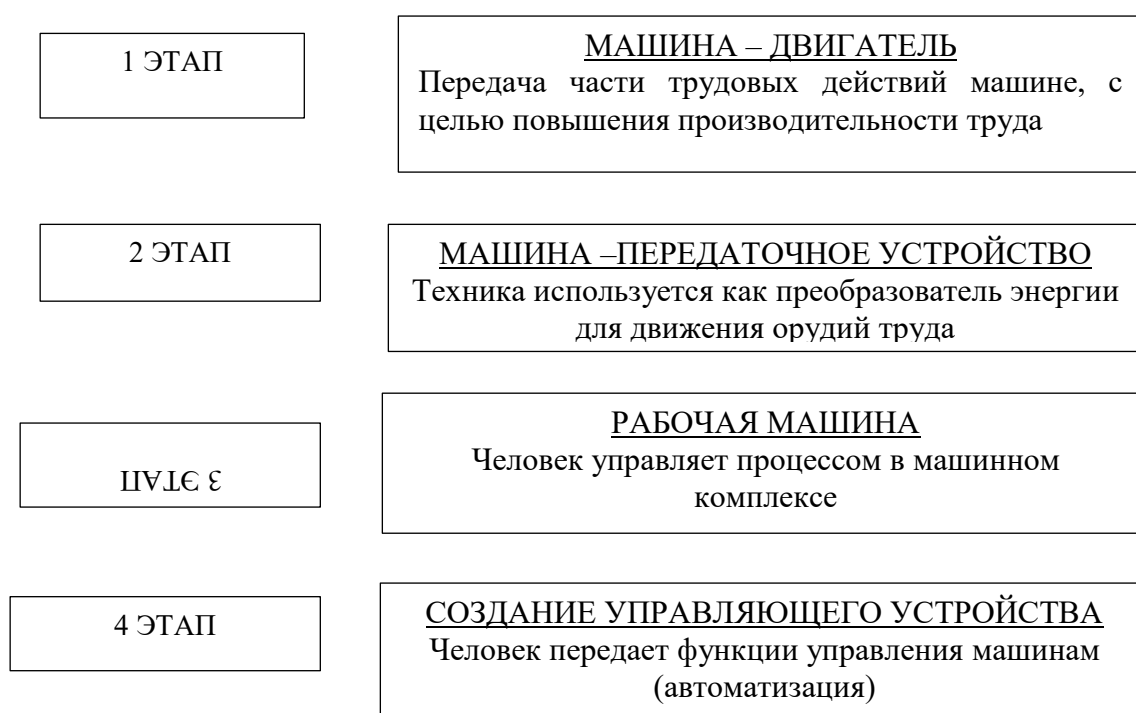 1 ЭТАП
МАШИНА – ДВИГАТЕЛЬ
Передача части трудовых действий машине, с
целью повышения производительности труда
2 ЭТАП
МАШИНА –ПЕРЕДАТОЧНОЕ УСТРОЙСТВО
Техника используется как преобразователь энергии
для движения орудий труда
3 ЭТАП
РАБОЧАЯ МАШИНА
Человек управляет процессом в машинном
комплексе
4 ЭТАП
СОЗДАНИЕ УПРАВЛЯЮЩЕГО УСТРОЙСТВА
Человек передает функции управления машинам
(автоматизация)